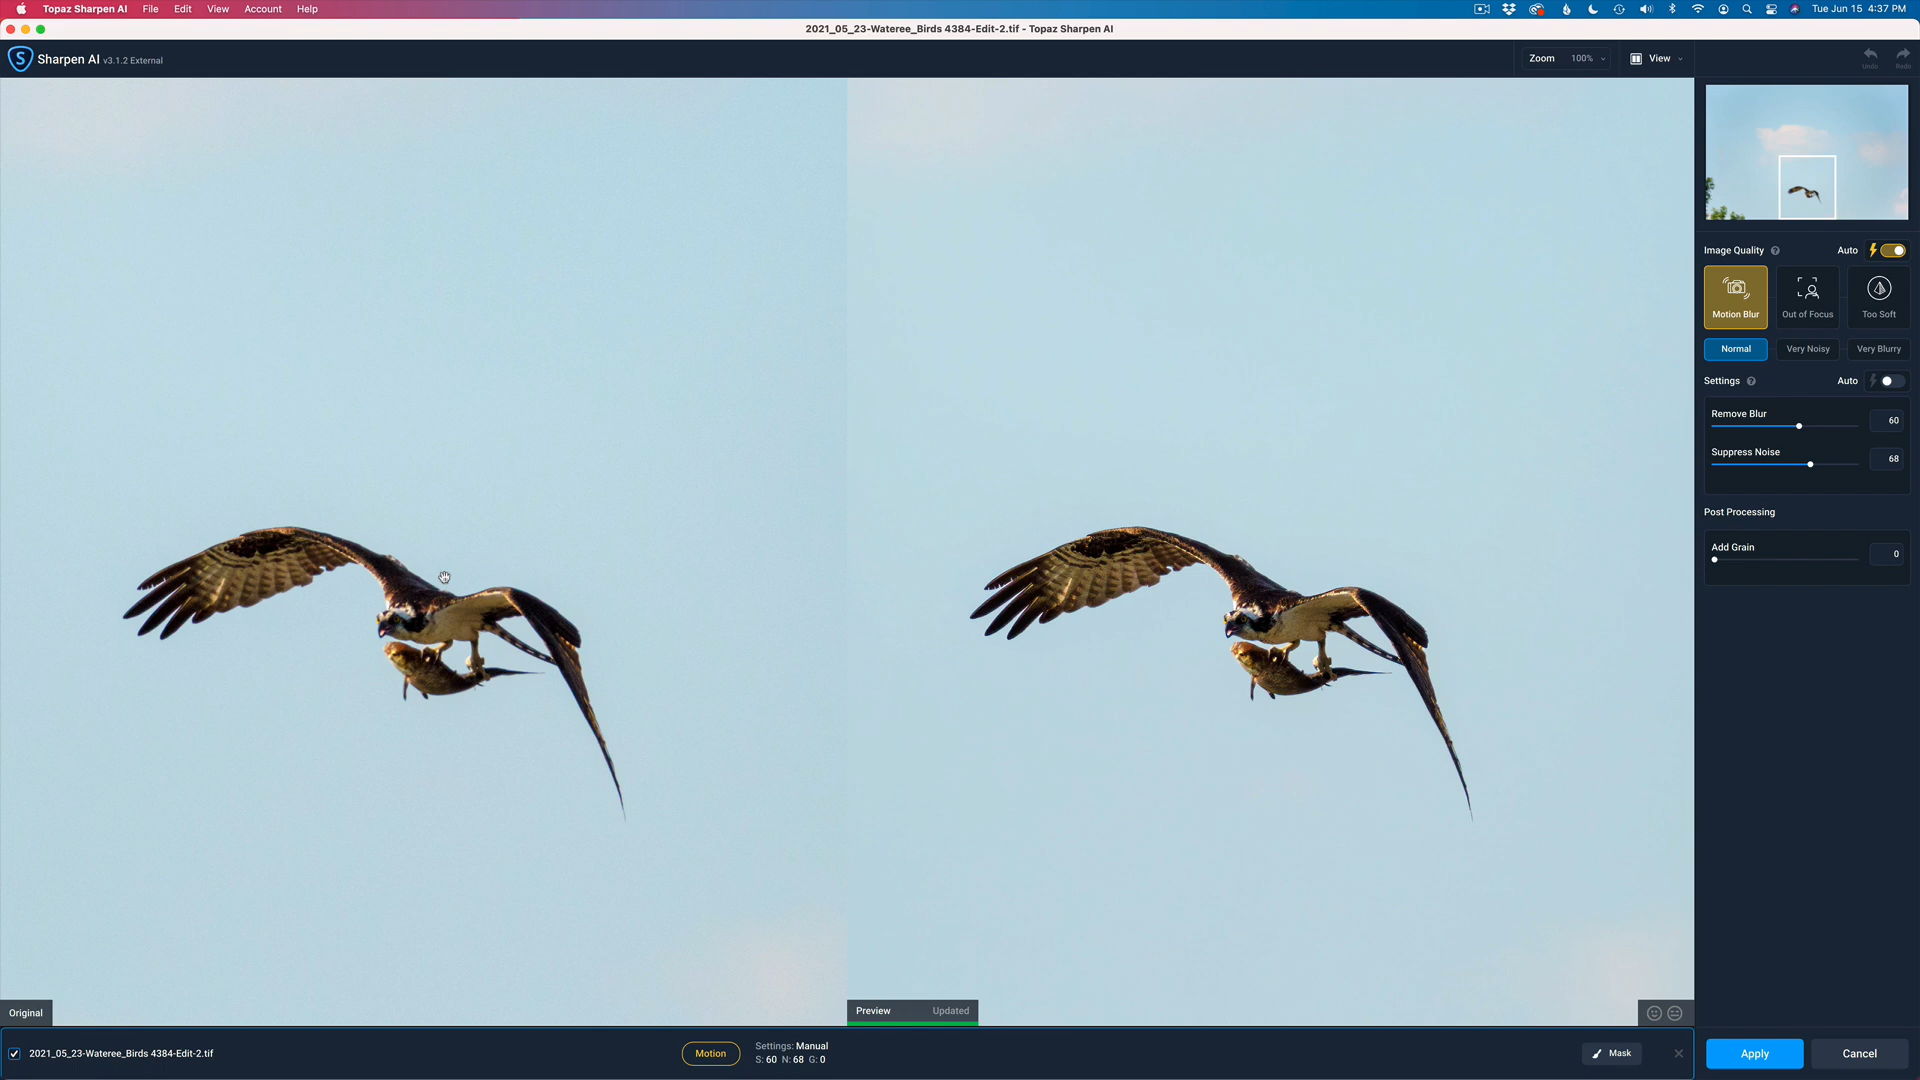 Topaz Sharpen AI File Edit View Account Help Tue Jun 15 4:37 PM
2021_05_23-Wateree_Birds 4384-Edit-2.tif - Topaz Sharpen AI
S Sharpen AI v3.1.2 External Zoom 100% View Undo Redo
Image Quality ? Auto
Motion Blur Out of Focus Too Soft
Normal Very Noisy Very Blurry
Settings ? Auto
Remove Blur 60
Suppress Noise 68
Post Processing
Add Grain 0
Original Preview Updated
2021_05_23-Wateree_Birds 4384-Edit-2.tif Motion Settings: Manual
S: 60 N: 68 G: 0
Mask Apply Cancel